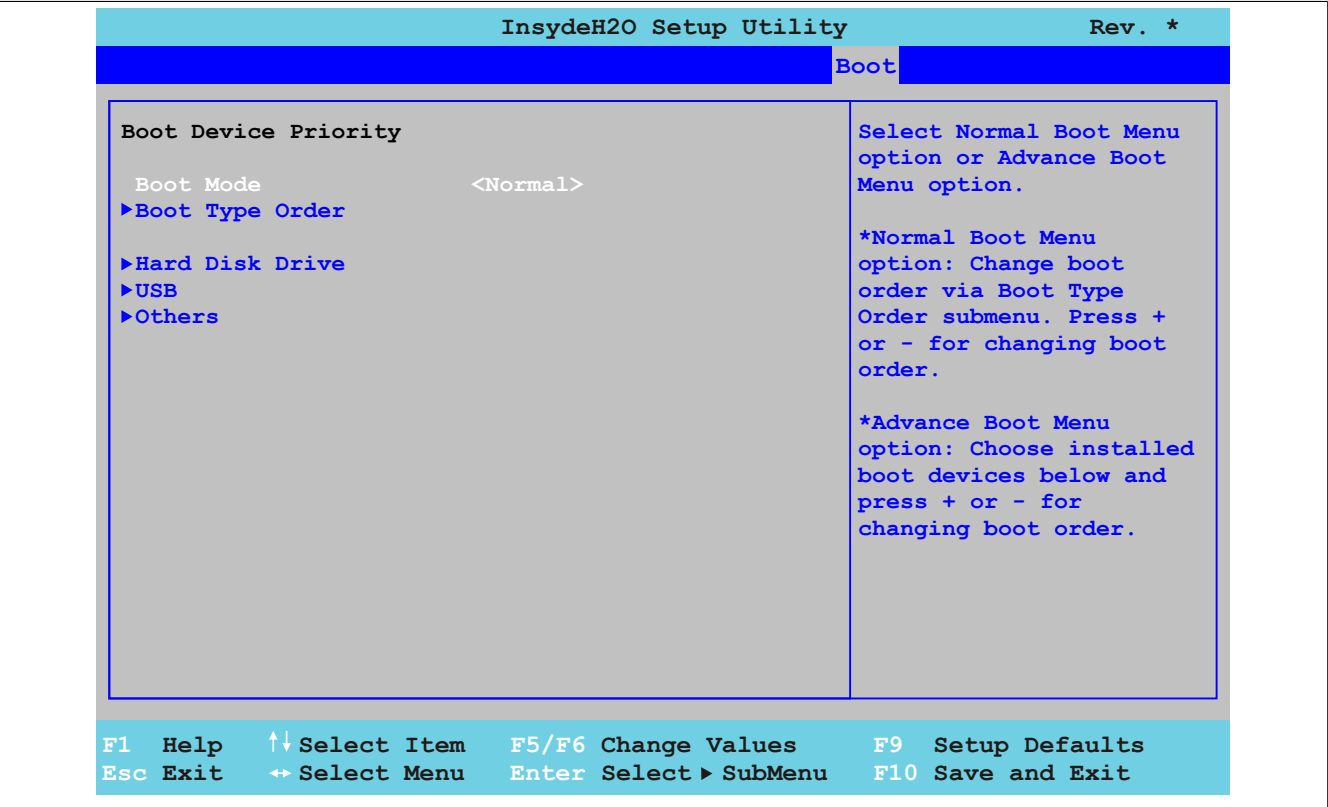 InsydeH2O Setup Utility Rev. *
Boot
Boot Device Priority
Boot Mode <Normal>
▶Boot Type Order
▶Hard Disk Drive
▶USB
▶Others
Select Normal Boot Menu
option or Advance Boot
Menu option.
*Normal Boot Menu
option: Change boot
order via Boot Type
Order submenu. Press +
or - for changing boot
order.
*Advance Boot Menu
option: Choose installed
boot devices below and
press + or - for
changing boot order.
F1 Help ↑↓ Select Item F5/F6 Change Values F9 Setup Defaults
Esc Exit ↔ Select Menu Enter Select ▶ SubMenu F10 Save and Exit